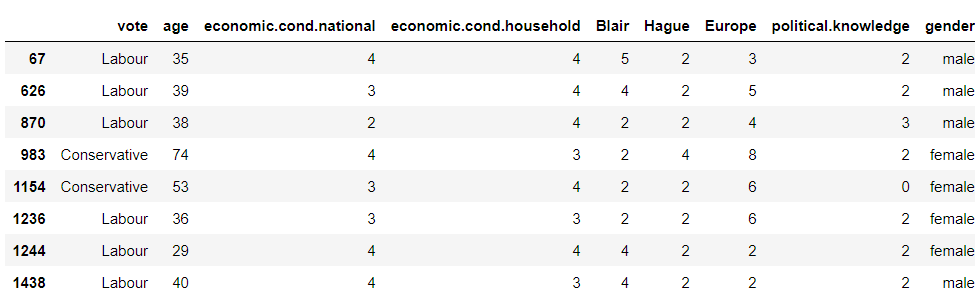 vote age economic.cond.national economic.cond.household Blair Hague Europe political.knowledge gender
67 Labour 35 4 4 5 2 3 2 male
626 Labour 39 3 4 4 2 5 2 male
870 Labour 38 2 4 2 2 4 3 male
983 Conservative 74 4 3 2 4 8 2 female
1154 Conservative 53 3 4 2 2 6 0 female
1236 Labour 36 3 3 2 2 6 2 female
1244 Labour 29 4 4 4 2 2 2 female
1438 Labour 40 4 3 4 2 2 2 male